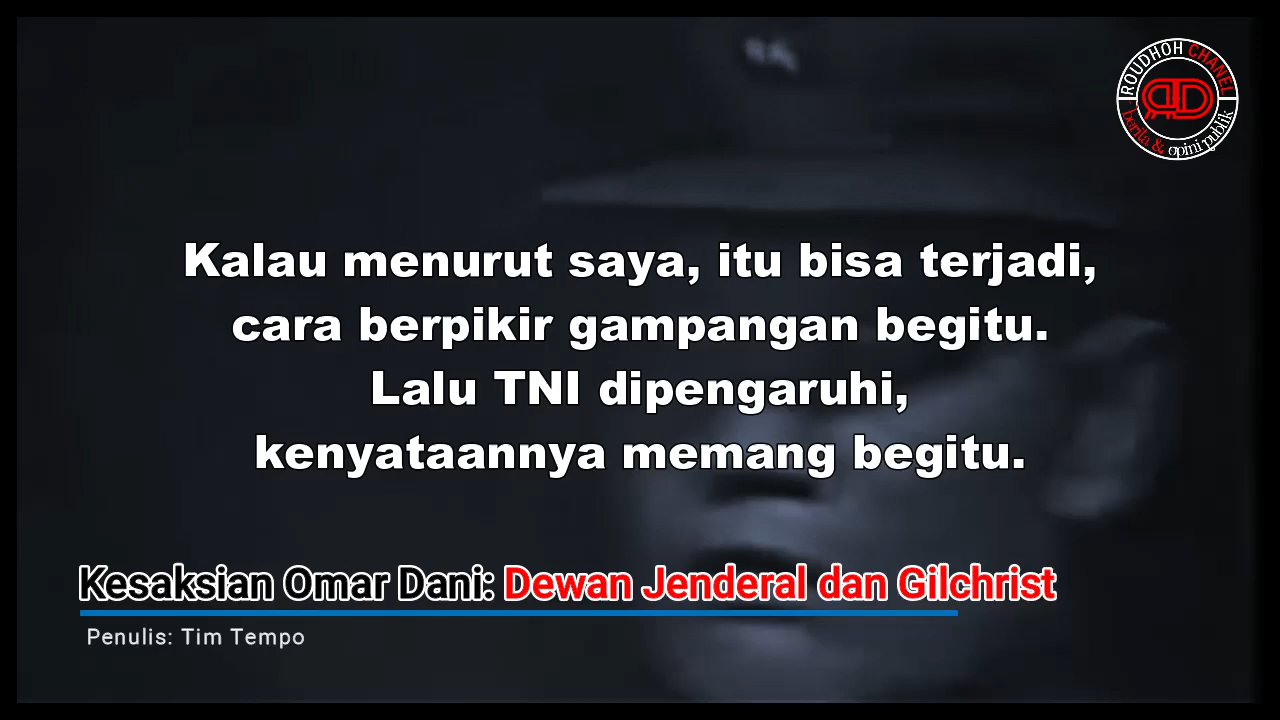 ROUDHOH CHANEL
berita & opini publik
Kalau menurut saya, itu bisa terjadi,
cara berpikir gampangan begitu.
Lalu TNI dipengaruhi,
kenyataannya memang begitu.
Kesaksian Omar Dani: Dewan Jenderal dan Gilchrist
Penulis: Tim Tempo